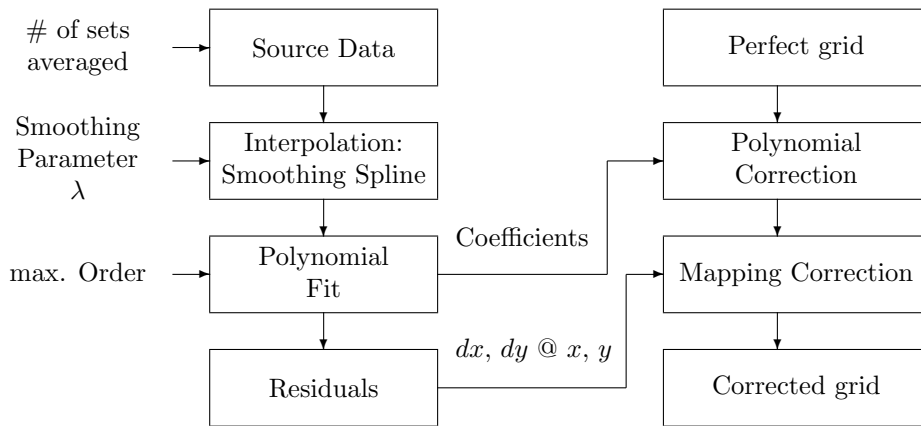 # of sets
averaged
Source Data
Perfect grid
Smoothing
Parameter
λ
Interpolation:
Smoothing Spline
Polynomial
Correction
max. Order
Polynomial
Fit
Coefficients
Mapping Correction
Residuals
dx, dy @ x, y
Corrected grid